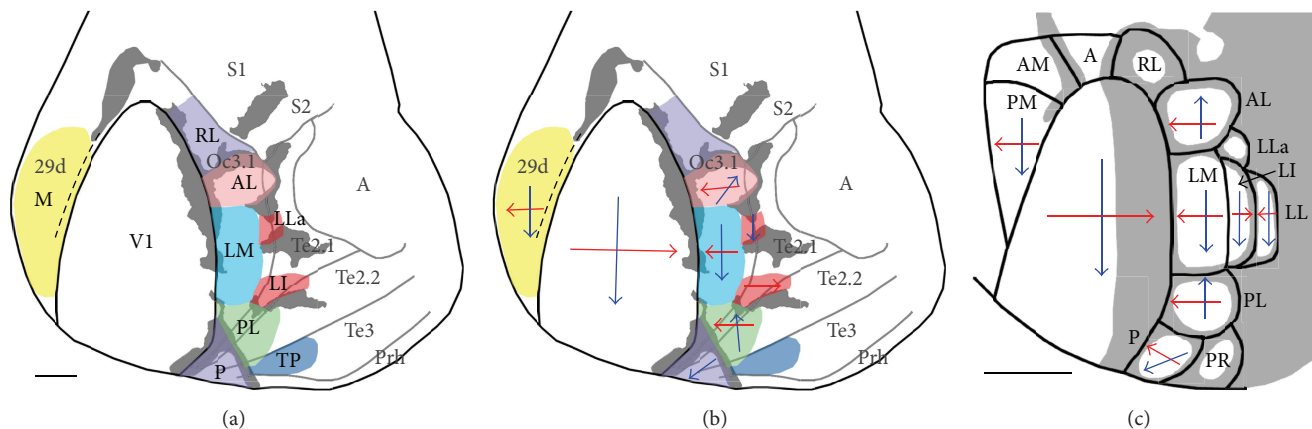 S1
S2
RL
Oc3.1
29d
AL
M
A
LLa
V1
LM
Te2.1
LI
Te2.2
PL
Te3
TP
Prh
P
(a)
S1
S2
Oc3.1
29d
A
Te2.1
Te2.2
Te3
Prh
(b)
AM
A
RL
PM
AL
LLa
LM
LI
LL
PL
P
PR
(c)